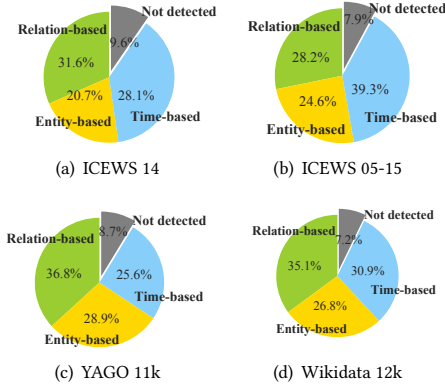 Not detected
Relation-based
9.6%
31.6%
20.7%
28.1%
Entity-based
Time-based
(a) ICEWS 14
Not detected
7.9%
Relation-based
28.2%
39.3%
24.6%
Entity-based
Time-based
(b) ICEWS 05-15
Not detected
8.7%
Relation-based
36.8%
25.6%
Time-based
28.9%
Entity-based
(c) YAGO 11k
Not detected
Relation-based
7.2%
35.1%
30.9%
Time-based
26.8%
Entity-based
(d) Wikidata 12k